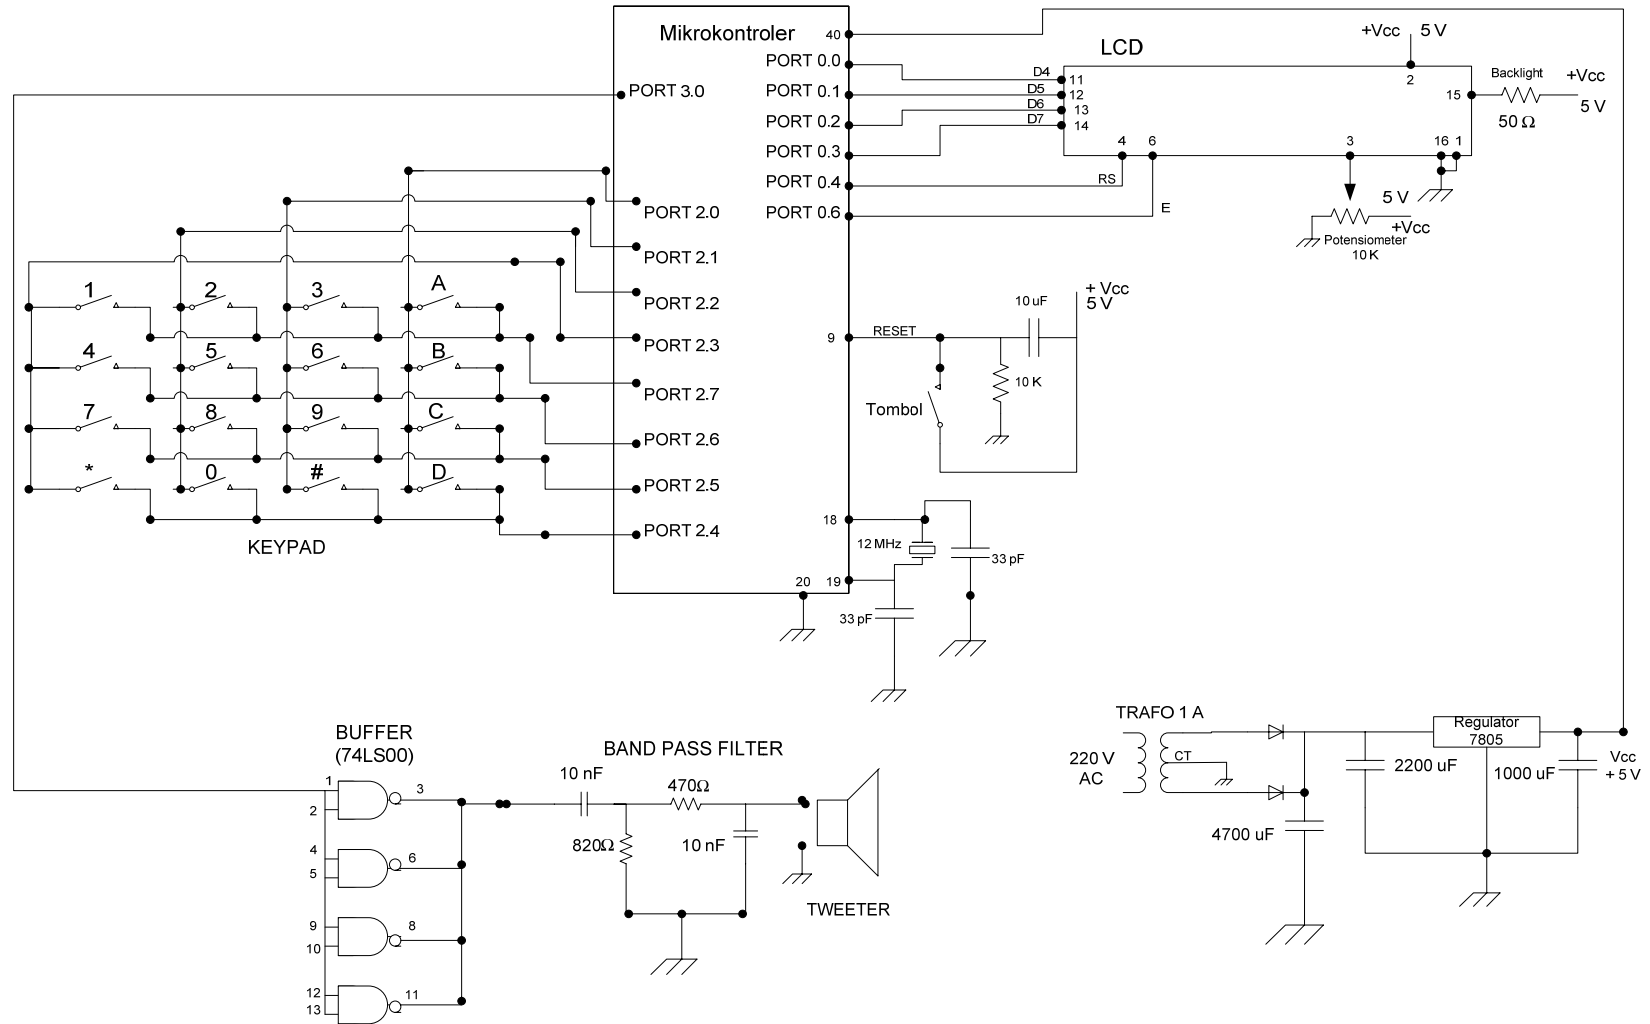 Mikrokontroler
40
PORT 0.0
PORT 0.1
PORT 0.2
PORT 0.3
PORT 0.4
PORT 0.6
PORT 3.0
PORT 2.0
PORT 2.1
PORT 2.2
PORT 2.3
PORT 2.7
PORT 2.6
PORT 2.5
PORT 2.4
9
18
19
20
LCD
D4
D5
D6
D7
11
12
13
14
4
6
3
16
1
2
15
RS
E
+Vcc
5 V
Backlight
50 Ω
+Vcc
5 V
5 V
+Vcc
Potensiometer
10 K
RESET
10 uF
+ Vcc
5 V
10 K
Tombol
12 MHz
33 pF
33 pF
1
2
3
A
4
5
6
B
7
8
9
C
*
0
#
D
KEYPAD
BUFFER
(74LS00)
1
2
3
4
5
6
9
10
8
12
13
11
BAND PASS FILTER
10 nF
470Ω
820Ω
10 nF
TWEETER
TRAFO 1 A
220 V
AC
CT
4700 uF
2200 uF
Regulator
7805
1000 uF
Vcc
+ 5 V